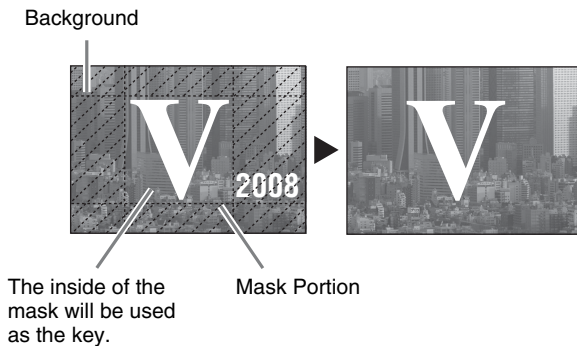 Background
V
2008
V
The inside of the
mask will be used
as the key.
Mask Portion